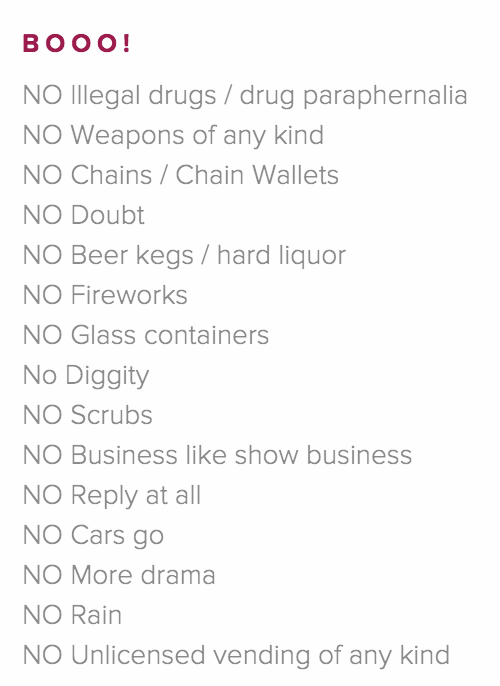 BOOO!
NO Illegal drugs / drug paraphernalia
NO Weapons of any kind
NO Chains / Chain Wallets
NO Doubt
NO Beer kegs / hard liquor
NO Fireworks
NO Glass containers
No Diggity
NO Scrubs
NO Business like show business
NO Reply at all
NO Cars go
NO More drama
NO Rain
NO Unlicensed vending of any kind